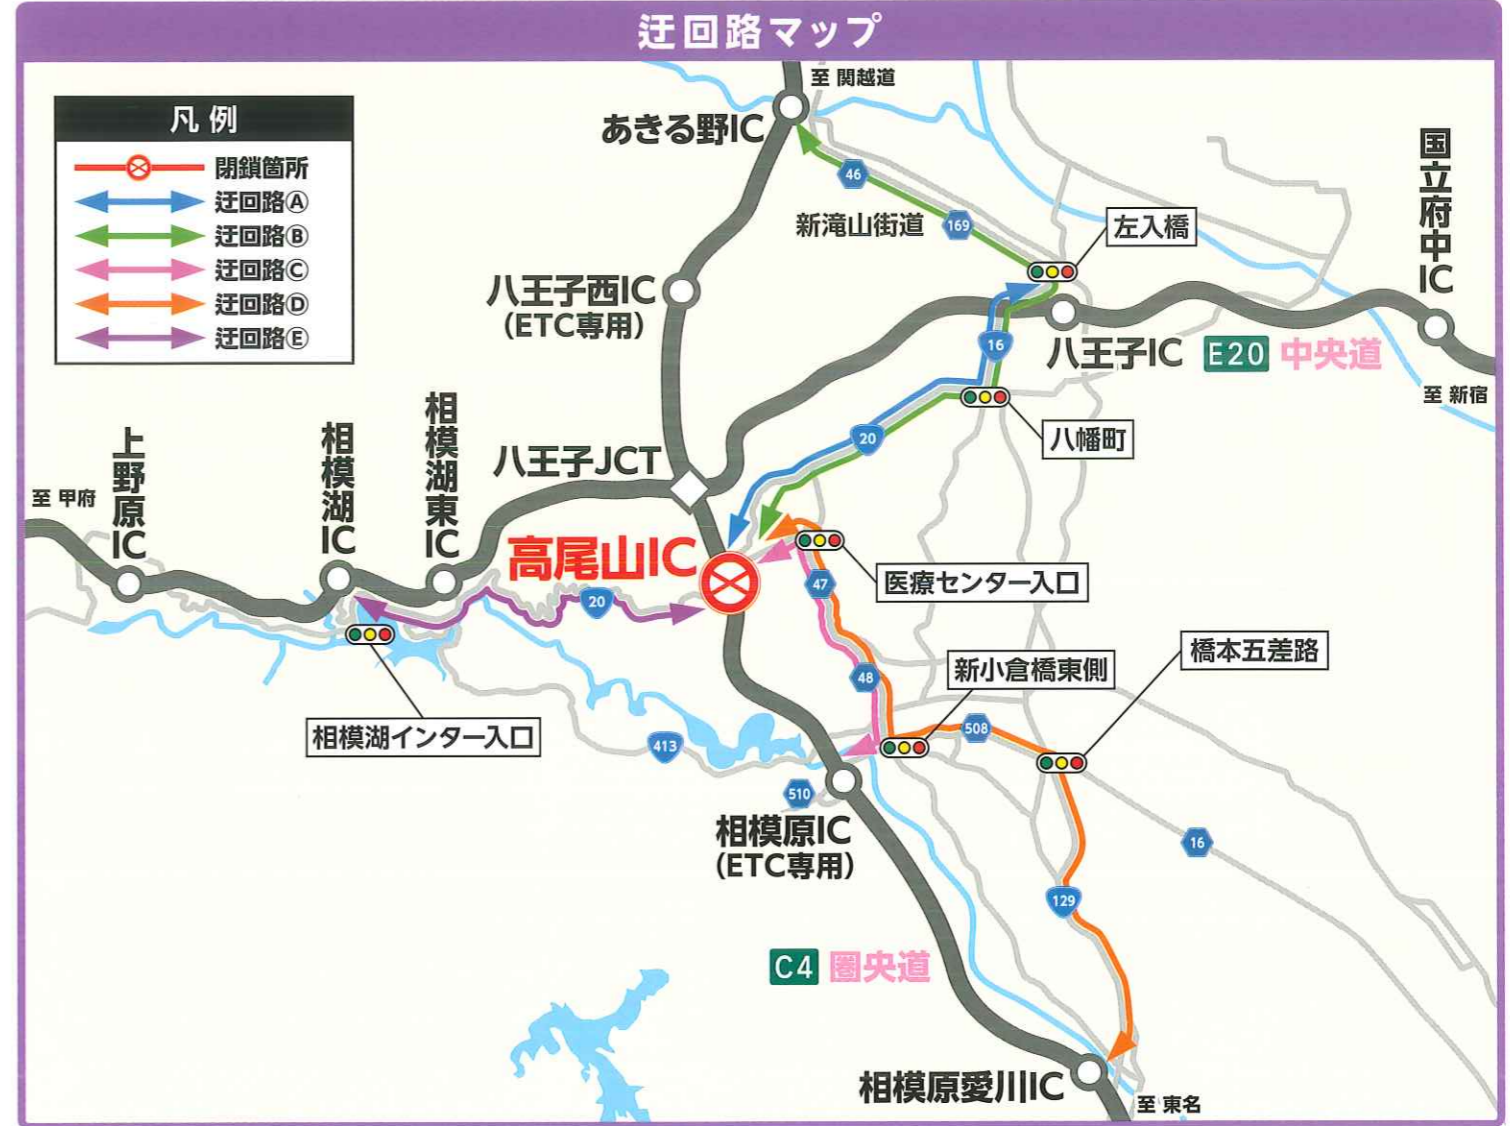 迂回路マップ
凡例
閉鎖箇所
迂回路Ⓐ
迂回路Ⓑ
迂回路Ⓒ
迂回路Ⓓ
迂回路Ⓔ
至 関越道
あきる野IC
46
新滝山街道
169
左入橋
国立府中IC
八王子西IC
(ETC専用)
16
八王子IC
E20 中央道
至 新宿
八幡町
20
八王子JCT
相模湖東IC
相模湖IC
上野原IC
至 甲府
高尾山IC
医療センター入口
47
20
橋本五差路
新小倉橋東側
48
508
相模湖インター入口
413
510
相模原IC
(ETC専用)
16
129
C4 圏央道
相模原愛川IC
至 東名